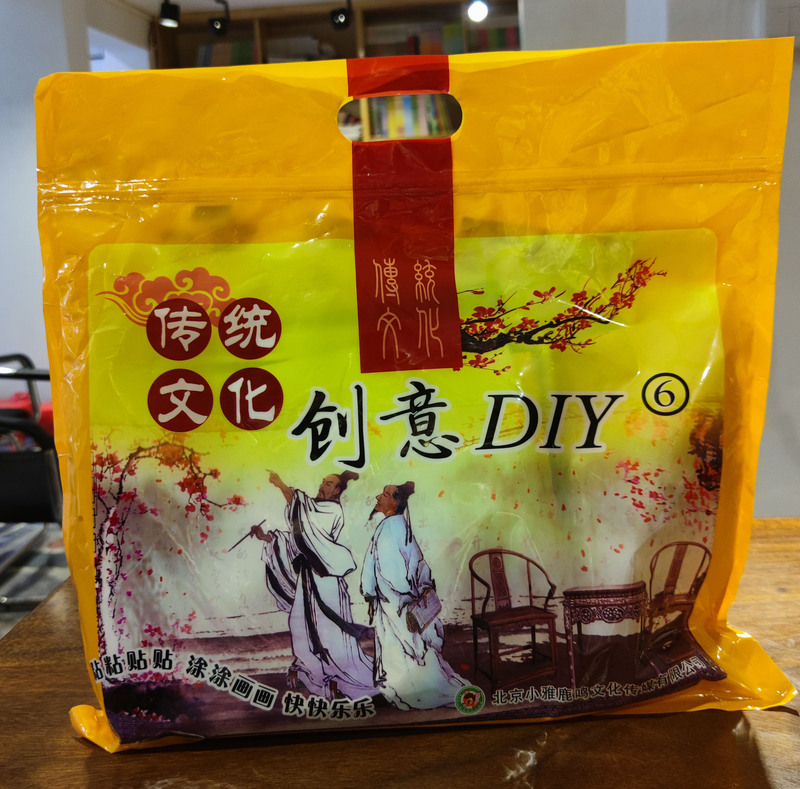 傳統
文化
传统
文化
创意DIY ⑥
粘粘贴贴 涂涂画画 快快乐乐
北京小雅鹿鸣文化传媒有限公司